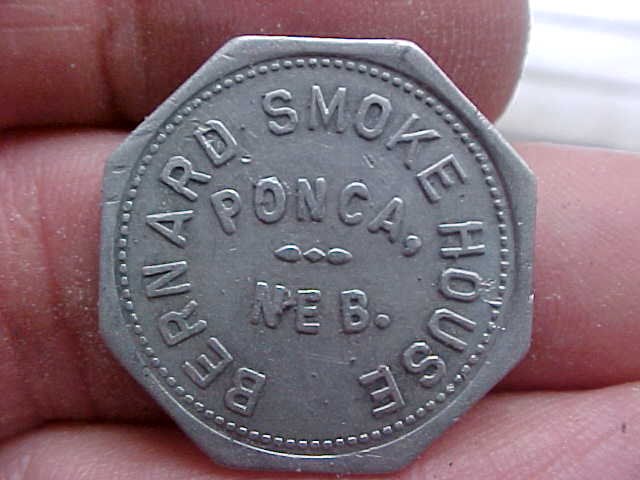 BERNARD SMOKE HOUSE
PONCA,
NEB.